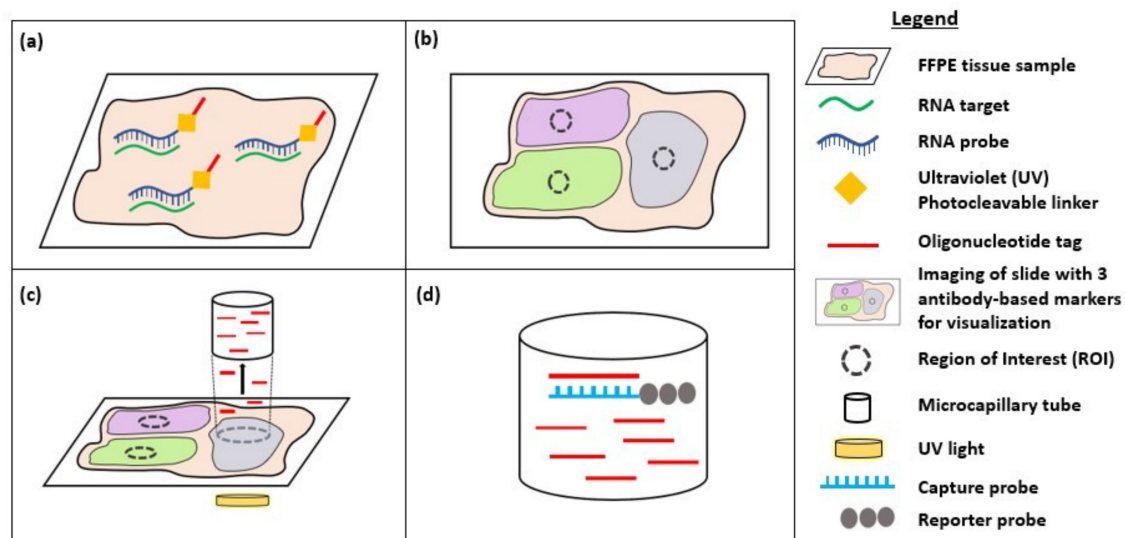 (a)
(b)
(c)
(d)
Legend
FFPE tissue sample
RNA target
RNA probe
Ultraviolet (UV)
Photocleavable linker
Oligonucleotide tag
Imaging of slide with 3
antibody-based markers
for visualization
Region of Interest (ROI)
Microcapillary tube
UV light
Capture probe
Reporter probe